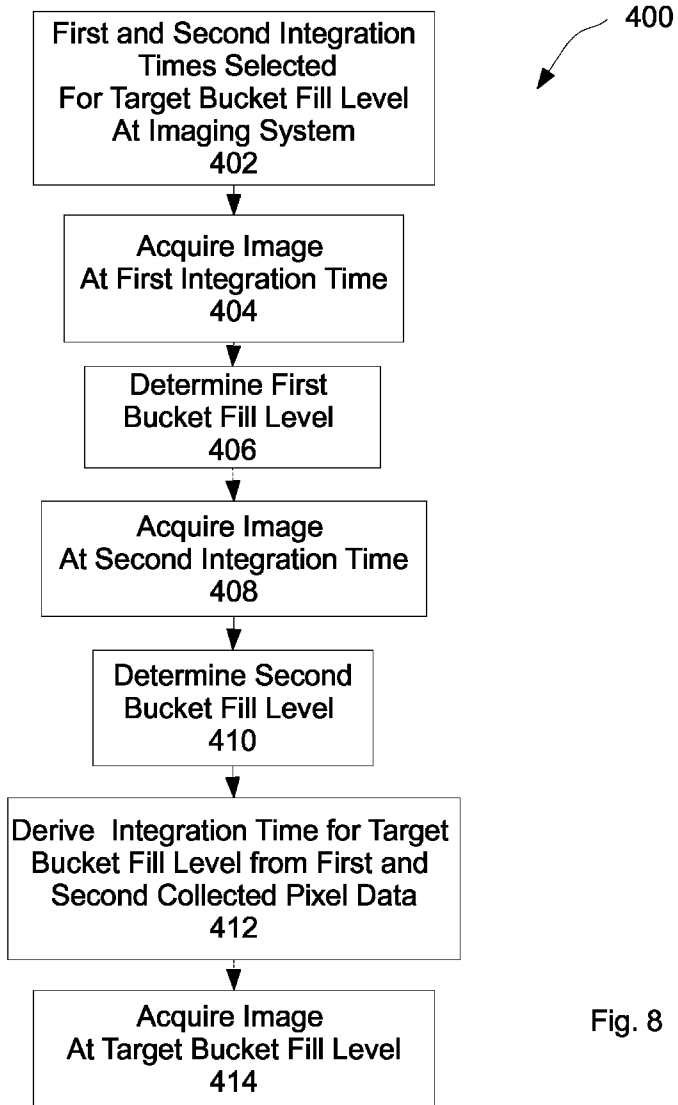 400
First and Second Integration
Times Selected
For Target Bucket Fill Level
At Imaging System
402
Acquire Image
At First Integration Time
404
Determine First
Bucket Fill Level
406
Acquire Image
At Second Integration Time
408
Determine Second
Bucket Fill Level
410
Derive Integration Time for Target
Bucket Fill Level from First and
Second Collected Pixel Data
412
Acquire Image
At Target Bucket Fill Level
414
Fig. 8